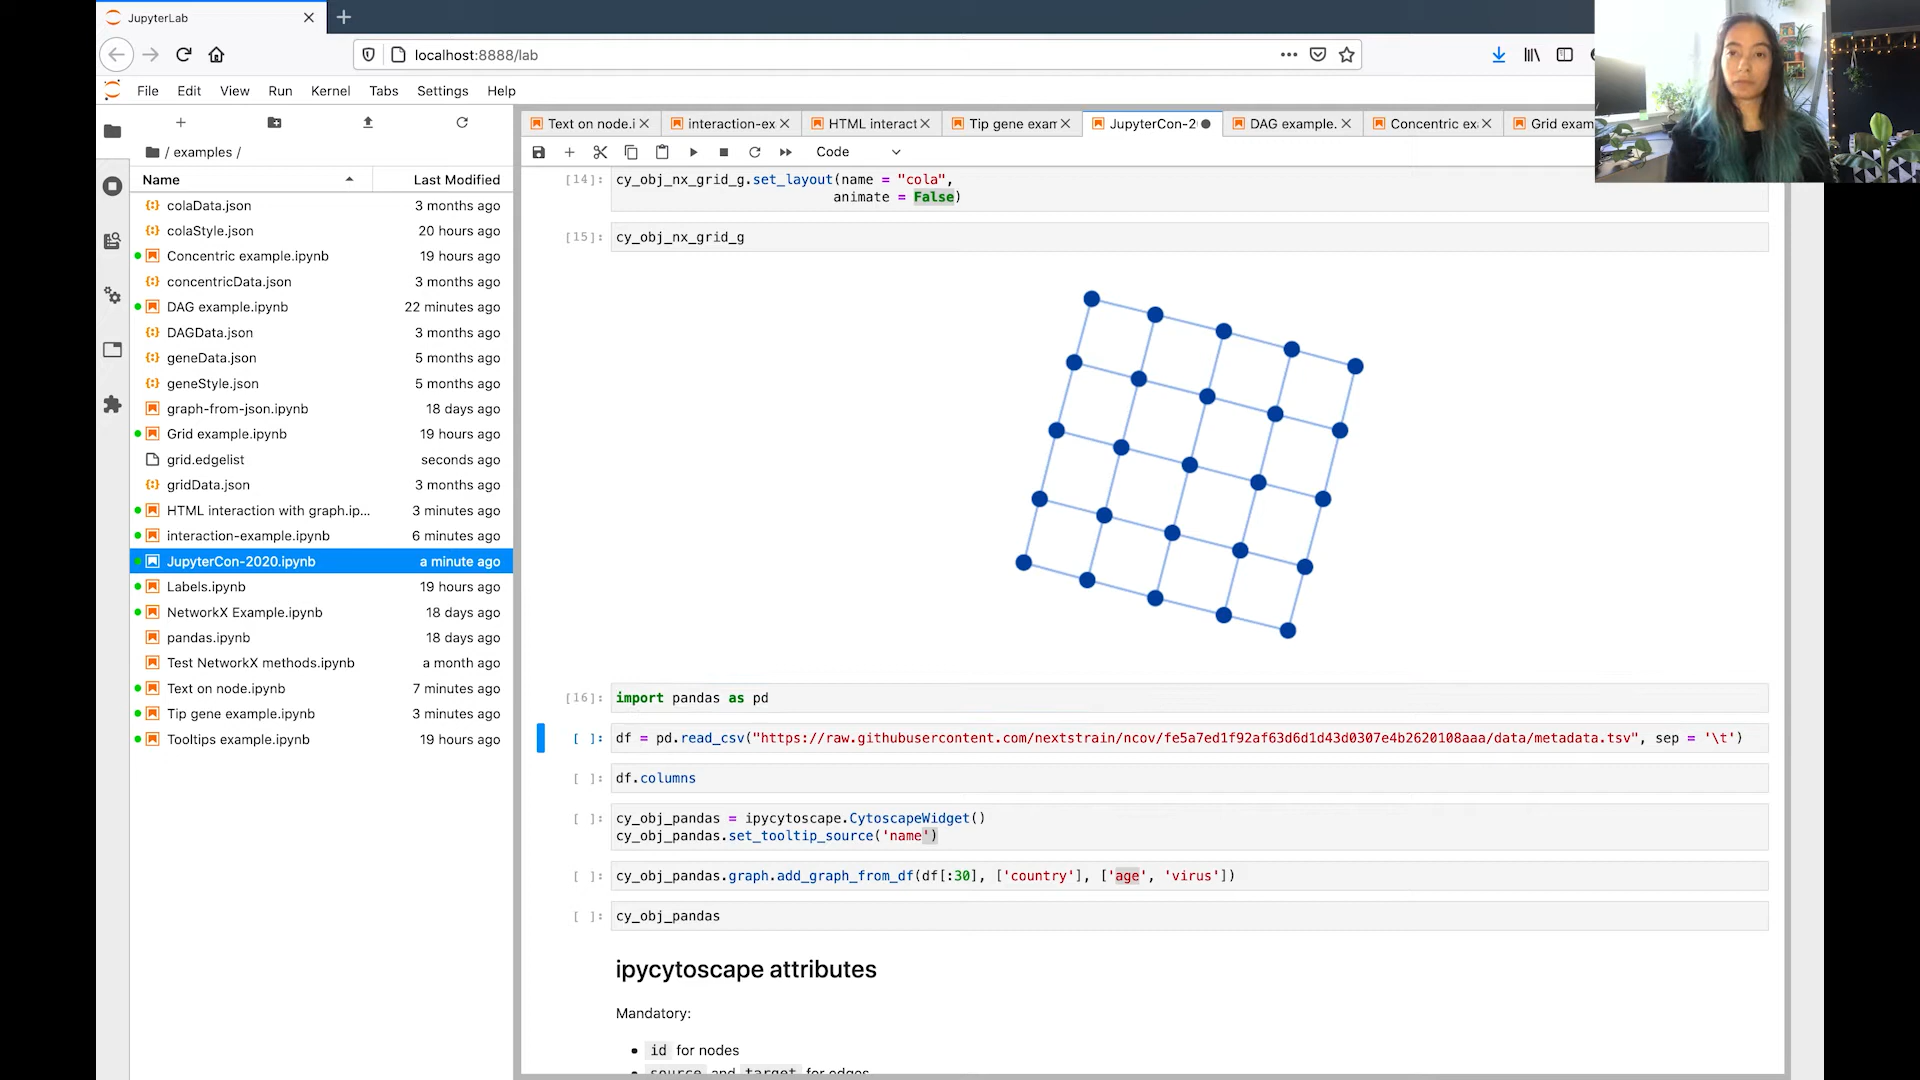 JupyterLab
localhost:8888/lab
File Edit View Run Kernel Tabs Settings Help
/ examples /
Name Last Modified
colaData.json 3 months ago
colaStyle.json 20 hours ago
Concentric example.ipynb 19 hours ago
concentricData.json 3 months ago
DAG example.ipynb 22 minutes ago
DAGData.json 3 months ago
geneData.json 5 months ago
geneStyle.json 5 months ago
graph-from-json.ipynb 18 days ago
Grid example.ipynb 19 hours ago
grid.edgelist seconds ago
gridData.json 3 months ago
HTML interaction with graph.ip... 3 minutes ago
interaction-example.ipynb 6 minutes ago
JupyterCon-2020.ipynb a minute ago
Labels.ipynb 19 hours ago
NetworkX Example.ipynb 18 days ago
pandas.ipynb 18 days ago
Test NetworkX methods.ipynb a month ago
Text on node.ipynb 7 minutes ago
Tip gene example.ipynb 3 minutes ago
Tooltips example.ipynb 19 hours ago
Text on node.i interaction-ex HTML interact Tip gene exam JupyterCon-2 DAG example. Concentric ex Grid exam
Code
[14]: cy_obj_nx_grid_g.set_layout(name = "cola",
animate = False)
[15]: cy_obj_nx_grid_g
[16]: import pandas as pd
[ ]: df = pd.read_csv("https://raw.githubusercontent.com/nextstrain/ncov/fe5a7ed1f92af63d6d1d43d0307e4b2620108aaa/data/metadata.tsv", sep = '\t')
[ ]: df.columns
[ ]: cy_obj_pandas = ipycytoscape.CytoscapeWidget()
cy_obj_pandas.set_tooltip_source('name')
[ ]: cy_obj_pandas.graph.add_graph_from_df(df[:30], ['country'], ['age', 'virus'])
[ ]: cy_obj_pandas
ipycytoscape attributes
Mandatory:
• id for nodes
• source and target for edges